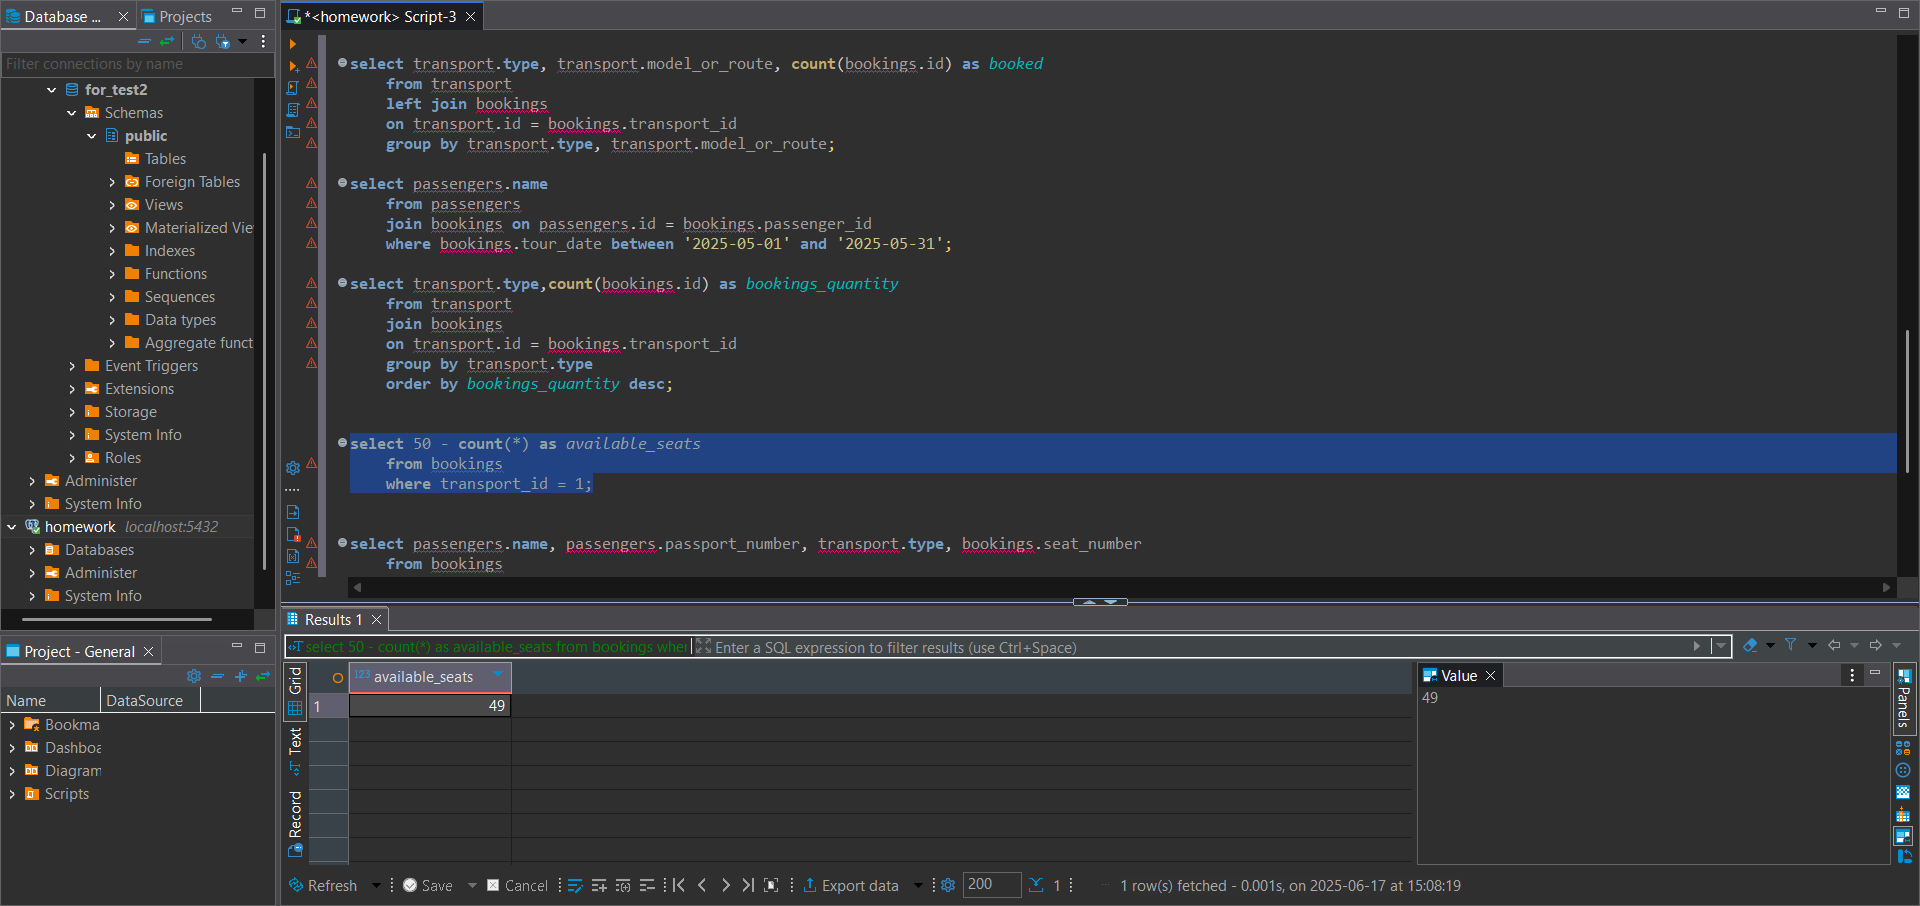 Database ...
Projects
*<homework> Script-3
Filter connections by name
for_test2
Schemas
public
Tables
Foreign Tables
Views
Materialized Vie
Indexes
Functions
Sequences
Data types
Aggregate funct
Event Triggers
Extensions
Storage
System Info
Roles
Administer
System Info
homework localhost:5432
Databases
Administer
System Info
Project - General
Name DataSource
Bookma
Dashboa
Diagram
Scripts
select transport.type, transport.model_or_route, count(bookings.id) as booked
from transport
left join bookings
on transport.id = bookings.transport_id
group by transport.type, transport.model_or_route;
select passengers.name
from passengers
join bookings on passengers.id = bookings.passenger_id
where bookings.tour_date between '2025-05-01' and '2025-05-31';
select transport.type,count(bookings.id) as bookings_quantity
from transport
join bookings
on transport.id = bookings.transport_id
group by transport.type
order by bookings_quantity desc;
select 50 - count(*) as available_seats
from bookings
where transport_id = 1;
select passengers.name, passengers.passport_number, transport.type, bookings.seat_number
from bookings
Results 1
select 50 - count(*) as available_seats from bookings wher
Enter a SQL expression to filter results (use Ctrl+Space)
Grid
Text
Record
123 available_seats
1 49
Value
49
Panels
Refresh
Save
Cancel
Export data
200
1
1 row(s) fetched - 0.001s, on 2025-06-17 at 15:08:19